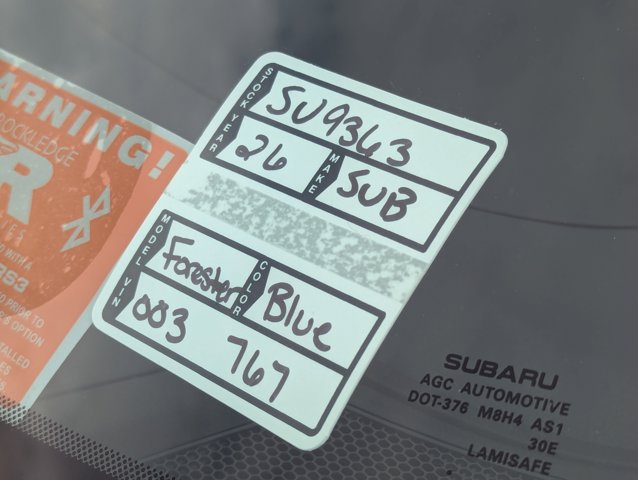 WARNING!
ROCKLEDGE
R
STOCK SU9363
YEAR 26 MAKE SUB
MODEL Forester COLOR Blue
VIN 003 767
SUBARU
AGC AUTOMOTIVE
DOT-376 M8H4 AS1
30E
LAMISAFE